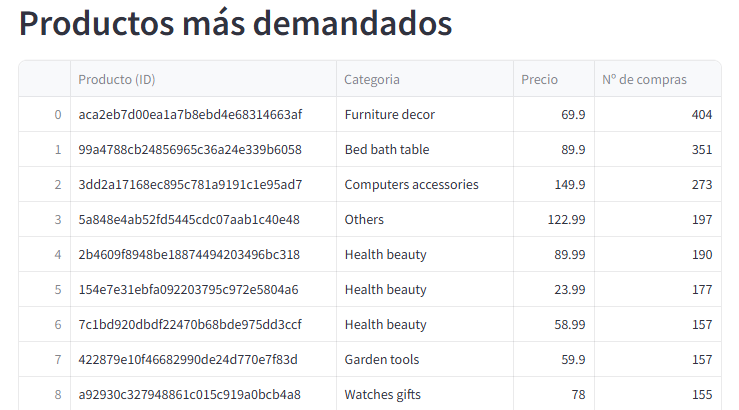 Productos más demandados
Producto (ID) Categoria Precio Nº de compras
0 aca2eb7d00ea1a7b8ebd4e68314663af Furniture decor 69.9 404
1 99a4788cb24856965c36a24e339b6058 Bed bath table 89.9 351
2 3dd2a17168ec895c781a9191c1e95ad7 Computers accessories 149.9 273
3 5a848e4ab52fd5445cdc07aab1c40e48 Others 122.99 197
4 2b4609f8948be18874494203496bc318 Health beauty 89.99 190
5 154e7e31ebfa092203795c972e5804a6 Health beauty 23.99 177
6 7c1bd920dbdf22470b68bde975dd3ccf Health beauty 58.99 157
7 422879e10f46682990de24d770e7f83d Garden tools 59.9 157
8 a92930c327948861c015c919a0bcb4a8 Watches gifts 78 155